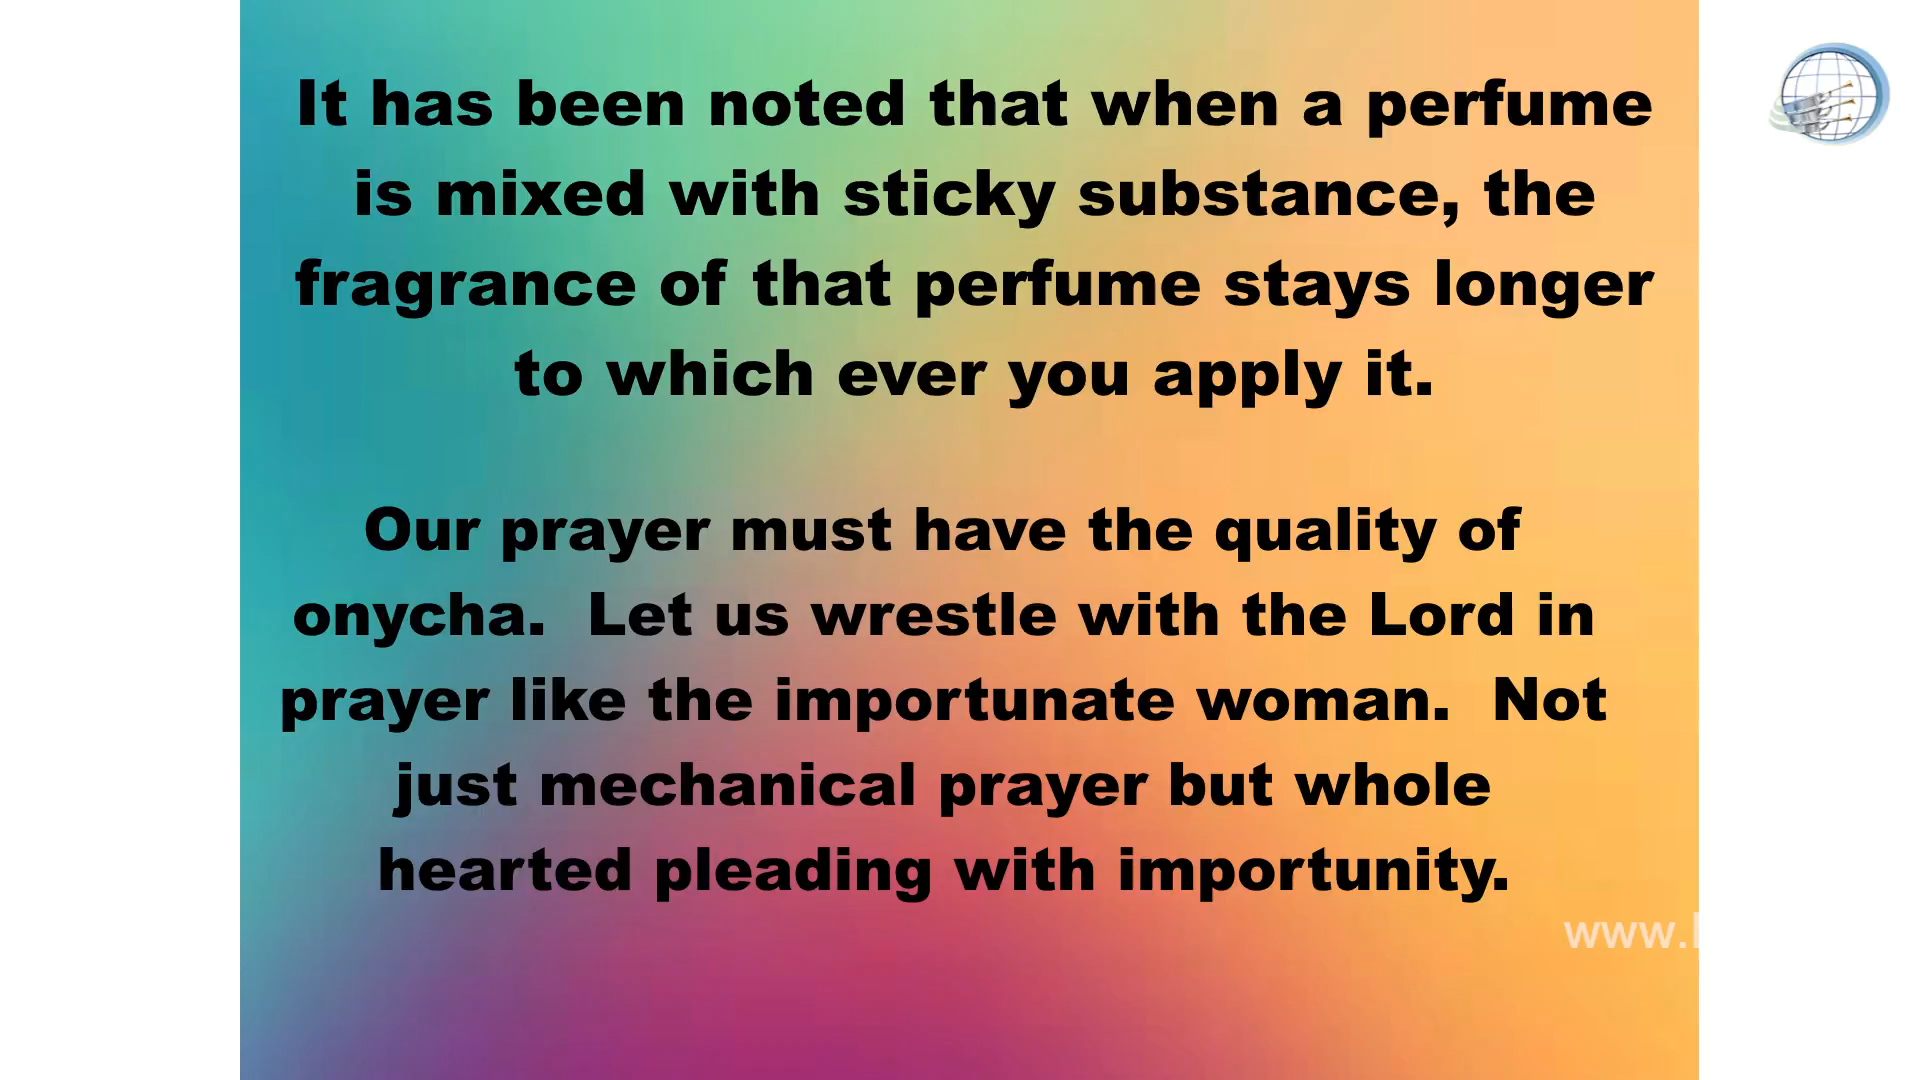 It has been noted that when a perfume
is mixed with sticky substance, the
fragrance of that perfume stays longer
to which ever you apply it.
Our prayer must have the quality of
onycha.  Let us wrestle with the Lord in
prayer like the importunate woman.  Not
just mechanical prayer but whole
hearted pleading with importunity.
www.